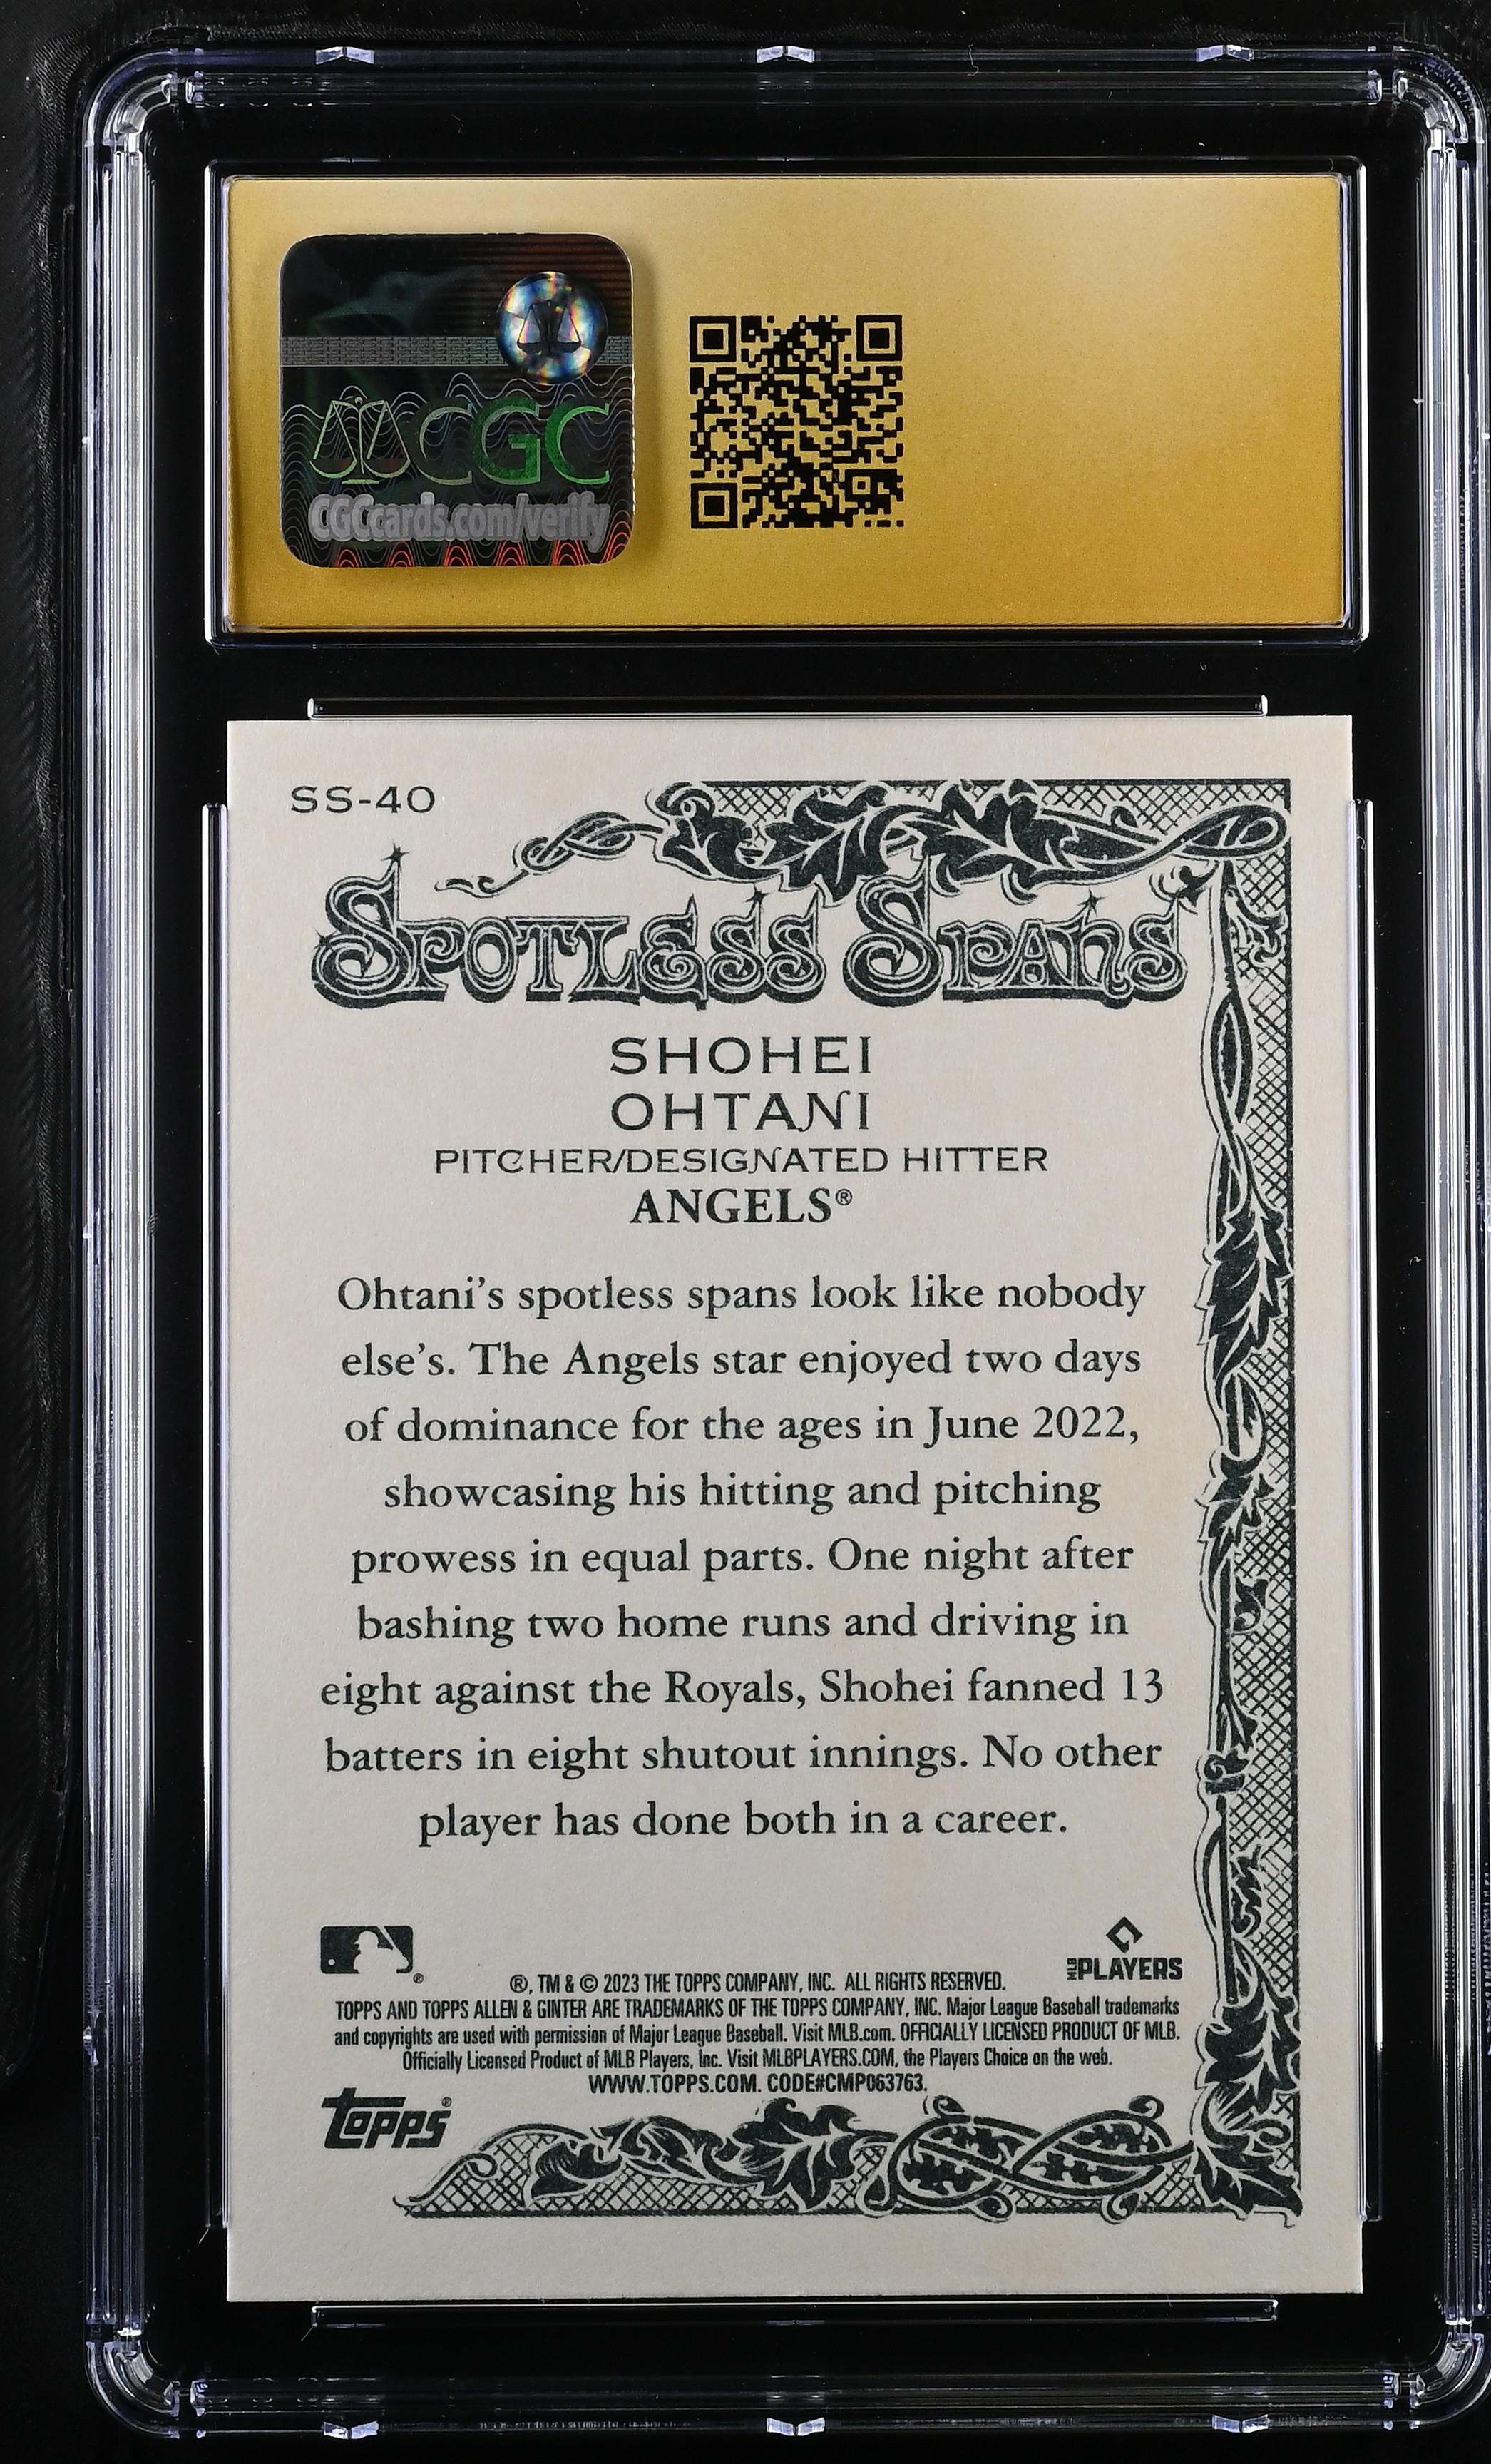 CGC
CGCcards.com/verify
SS-40
SPOTLESS SPANS
SHOHEI
OHTANI
PITCHER/DESIGNATED HITTER
ANGELS®
Ohtani's spotless spans look like nobody
else's. The Angels star enjoyed two days
of dominance for the ages in June 2022,
showcasing his hitting and pitching
prowess in equal parts. One night after
bashing two home runs and driving in
eight against the Royals, Shohei fanned 13
batters in eight shutout innings. No other
player has done both in a career.
MLB PLAYERS
®, TM & © 2023 THE TOPPS COMPANY, INC. ALL RIGHTS RESERVED.
TOPPS AND TOPPS ALLEN & GINTER ARE TRADEMARKS OF THE TOPPS COMPANY, INC. Major League Baseball trademarks
and copyrights are used with permission of Major League Baseball. Visit MLB.com. OFFICIALLY LICENSED PRODUCT OF MLB.
Officially Licensed Product of MLB Players, Inc. Visit MLBPLAYERS.COM, the Players Choice on the web.
WWW.TOPPS.COM. CODE#CMP063763.
Topps®